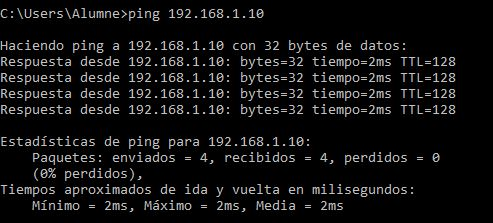 C:\Users\Alumne>ping 192.168.1.10
Haciendo ping a 192.168.1.10 con 32 bytes de datos:
Respuesta desde 192.168.1.10: bytes=32 tiempo=2ms TTL=128
Respuesta desde 192.168.1.10: bytes=32 tiempo=2ms TTL=128
Respuesta desde 192.168.1.10: bytes=32 tiempo=2ms TTL=128
Respuesta desde 192.168.1.10: bytes=32 tiempo=2ms TTL=128
Estadísticas de ping para 192.168.1.10:
    Paquetes: enviados = 4, recibidos = 4, perdidos = 0
    (0% perdidos),
Tiempos aproximados de ida y vuelta en milisegundos:
    Mínimo = 2ms, Máximo = 2ms, Media = 2ms